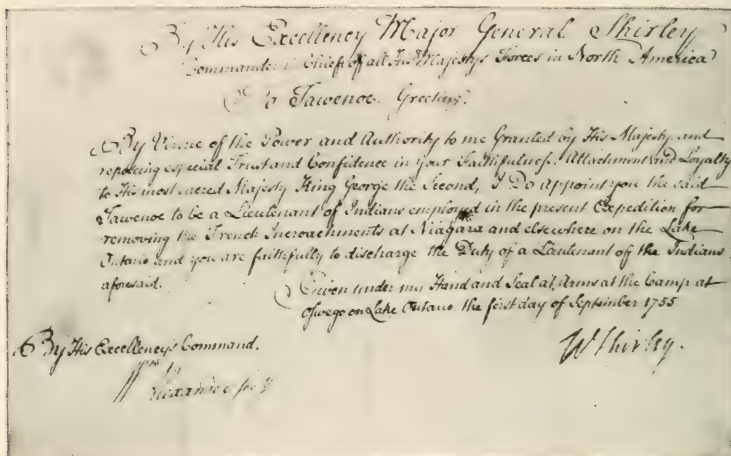 By His Excellency Major General Shirley
Commander in Chief of all His Majestys Forces in North America
To Tawenoe Greeting.
By Virtue of the Power and Authority to me Granted by His Majesty and
reposing especial Trust and Confidence in your Faithfulness, Attachment and Loyalty
to His most sacred Majesty King George the Second, I Do appoint you the said
Tawenoe to be a Lieutenant of Indians employed in the present Expedition for
removing the French Incroachments at Niagara and elsewhere on the Lake
Ontario and you are faithfully to discharge the Duty of a Lieutenant of the Indians
aforesaid.
Given under my Hand and Seal at Arms at the Camp at
Oswego on Lake Ontario the first day of September 1755
By His Excellency's Command.
W Shirley.
Wm